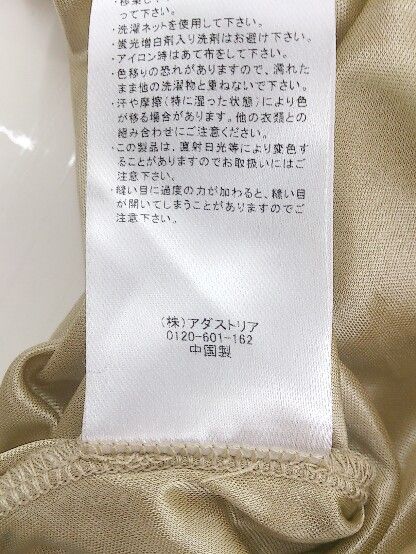 って下さい。
・洗濯ネットを使用して下さい。
・蛍光増白剤入り洗剤はお避け下さい。
・アイロン時はあて布をして下さい。
・色移りの恐れがありますので、濡れた
まま他の洗濯物と重ねないで下さい。
・汗や摩擦(特に湿った状態)により色
が移る場合があります。他の衣類との
組み合わせにご注意ください。
・この製品は、直射日光等により変色す
ることがありますのでお取扱いにはご
注意下さい。
・縫い目に過度の力が加わると、縫い目
が開いてしまうことがありますのでご
注意下さい。
(株)アダストリア
0120-601-162
中国製